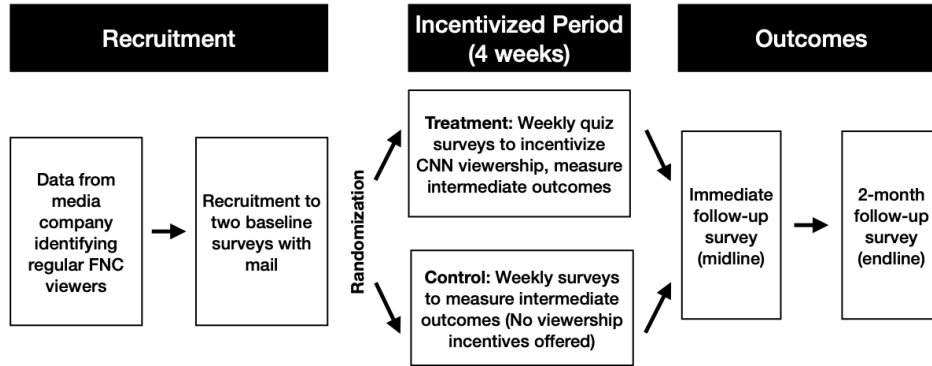 Recruitment
Incentivized Period
(4 weeks)
Outcomes
Data from
media
company
identifying
regular FNC
viewers
Recruitment to
two baseline
surveys with
mail
Randomization
Treatment: Weekly quiz
surveys to incentivize
CNN viewership, measure
intermediate outcomes
Control: Weekly surveys
to measure intermediate
outcomes (No viewership
incentives offered)
Immediate
follow-up
survey
(midline)
2-month
follow-up
survey
(endline)